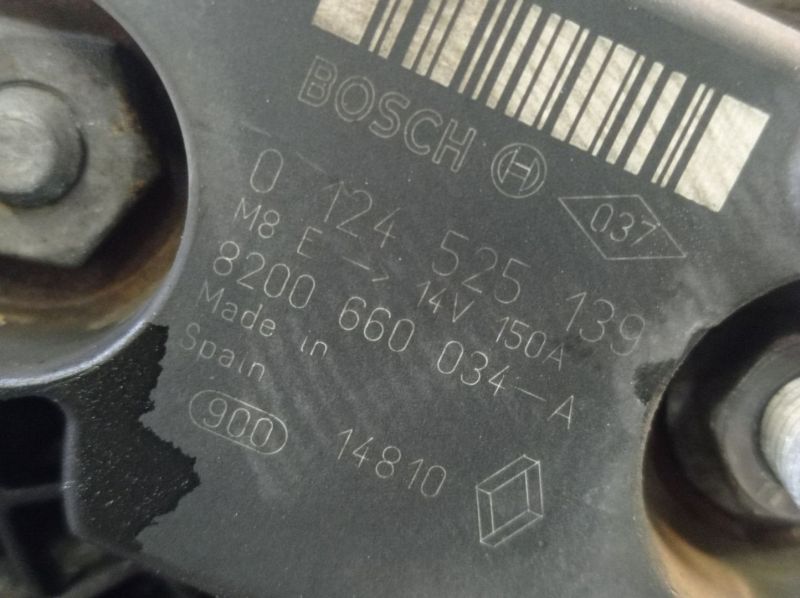 BOSCH
037
0 124 525 139
M8 E → 14V 150A
8200 660 034-A
Made in
Spain
900 14810